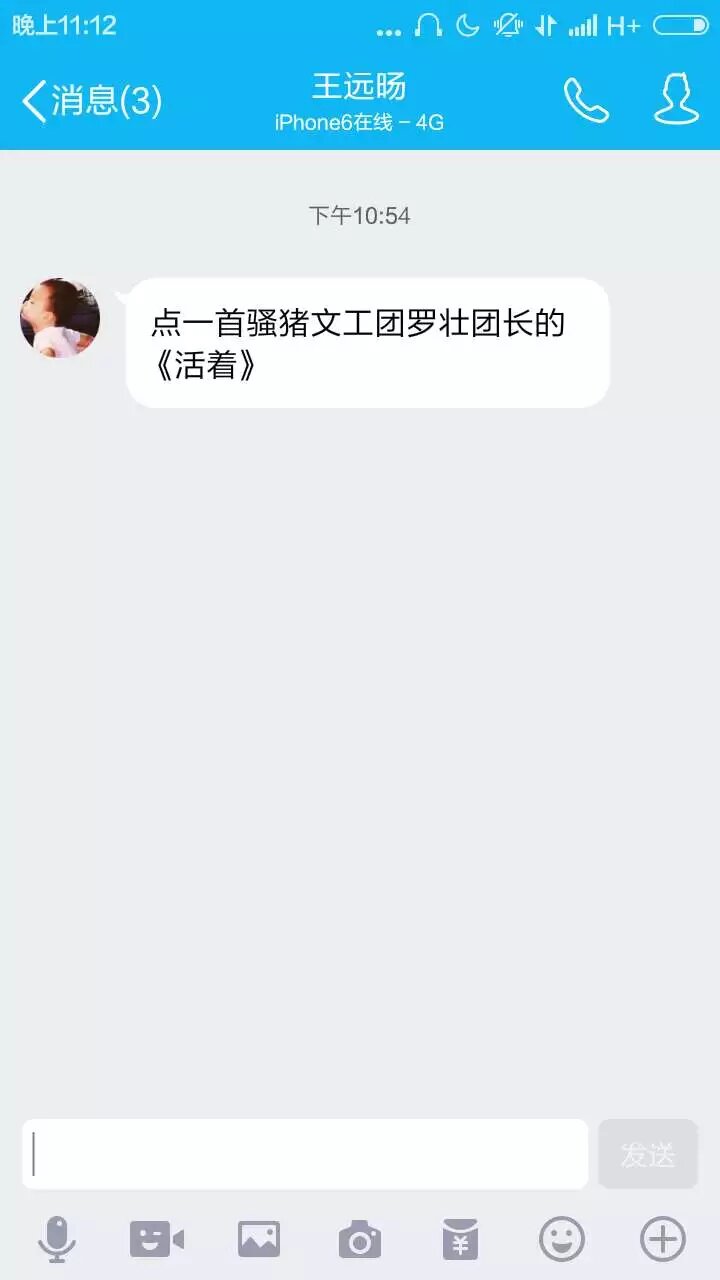 晚上11:12
... H+
消息(3)
王远旸
iPhone6在线 – 4G
下午10:54
点一首骚猪文工团罗壮团长的
《活着》
发送